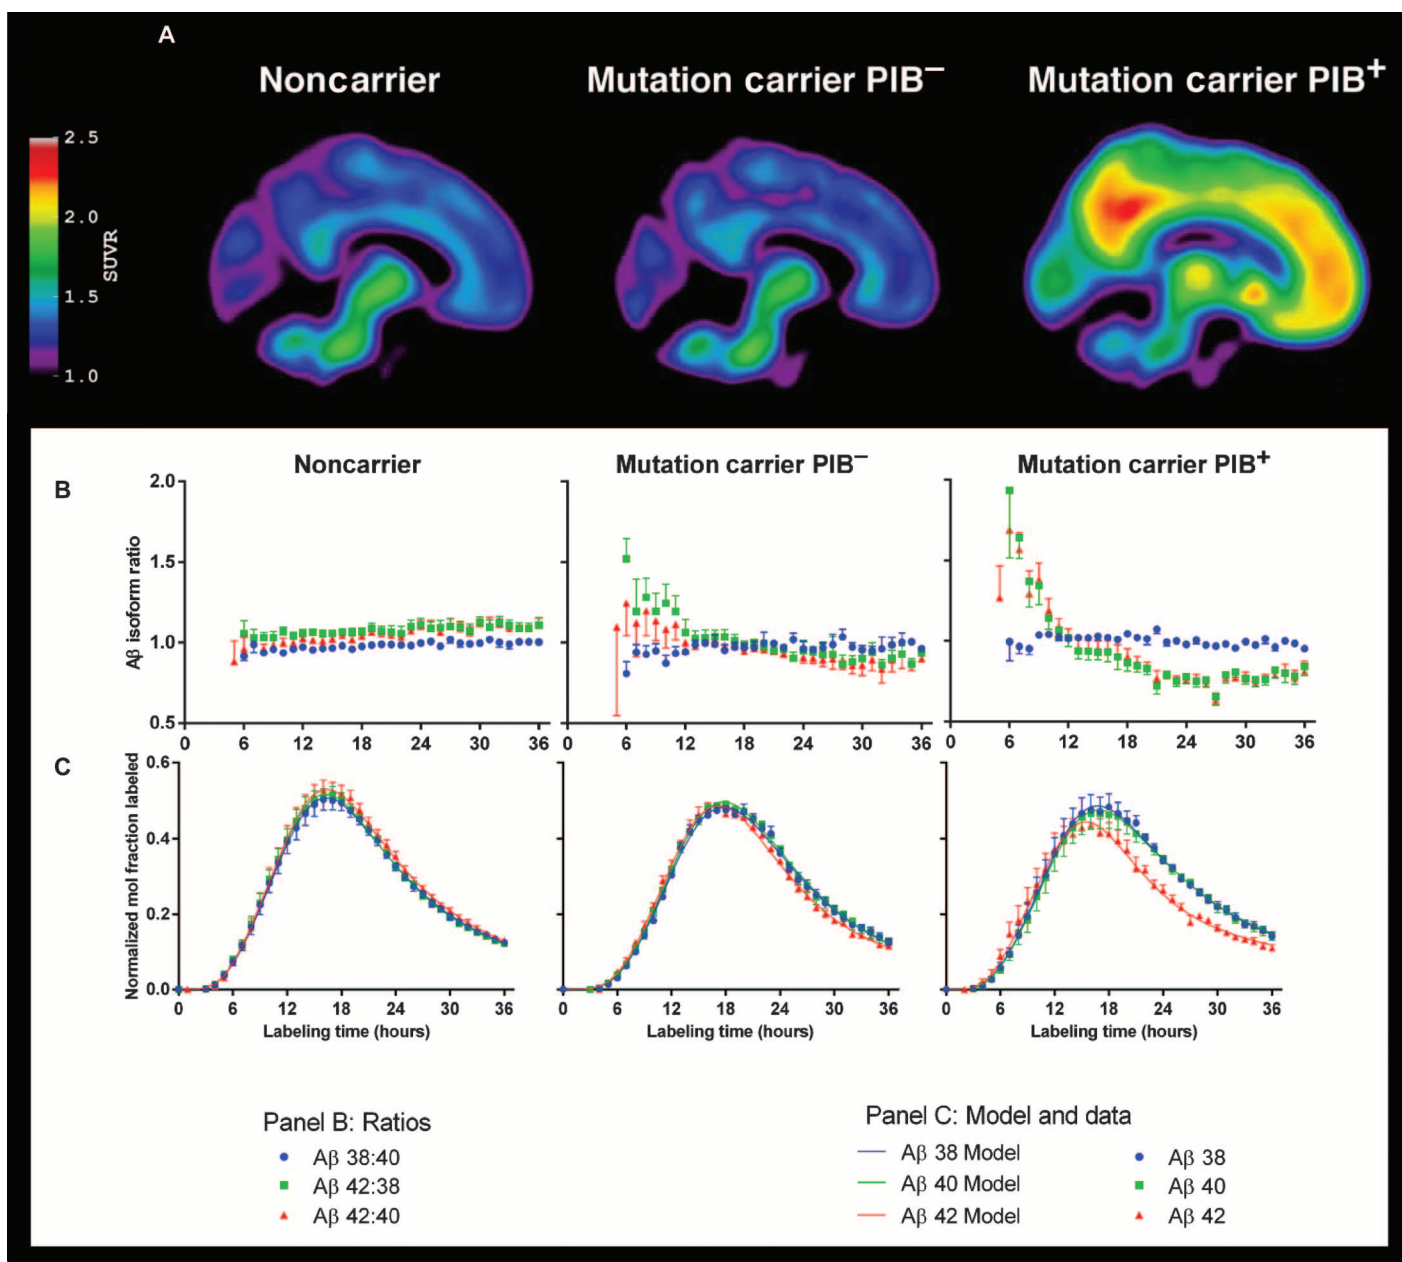 A
Noncarrier Mutation carrier PIB− Mutation carrier PIB+
2.5
2.0
1.5
1.0
SUVR
Noncarrier Mutation carrier PIB− Mutation carrier PIB+
B
Aβ isoform ratio
2.0
1.5
1.0
0.5
0 6 12 18 24 30 36 0 6 12 18 24 30 36 0 6 12 18 24 30 36
C
Normalized mol fraction labeled
0.6
0.4
0.2
0.0
0 6 12 18 24 30 36 0 6 12 18 24 30 36 0 6 12 18 24 30 36
Labeling time (hours) Labeling time (hours) Labeling time (hours)
Panel B: Ratios
Aβ 38:40
Aβ 42:38
Aβ 42:40
Panel C: Model and data
Aβ 38 Model Aβ 38
Aβ 40 Model Aβ 40
Aβ 42 Model Aβ 42